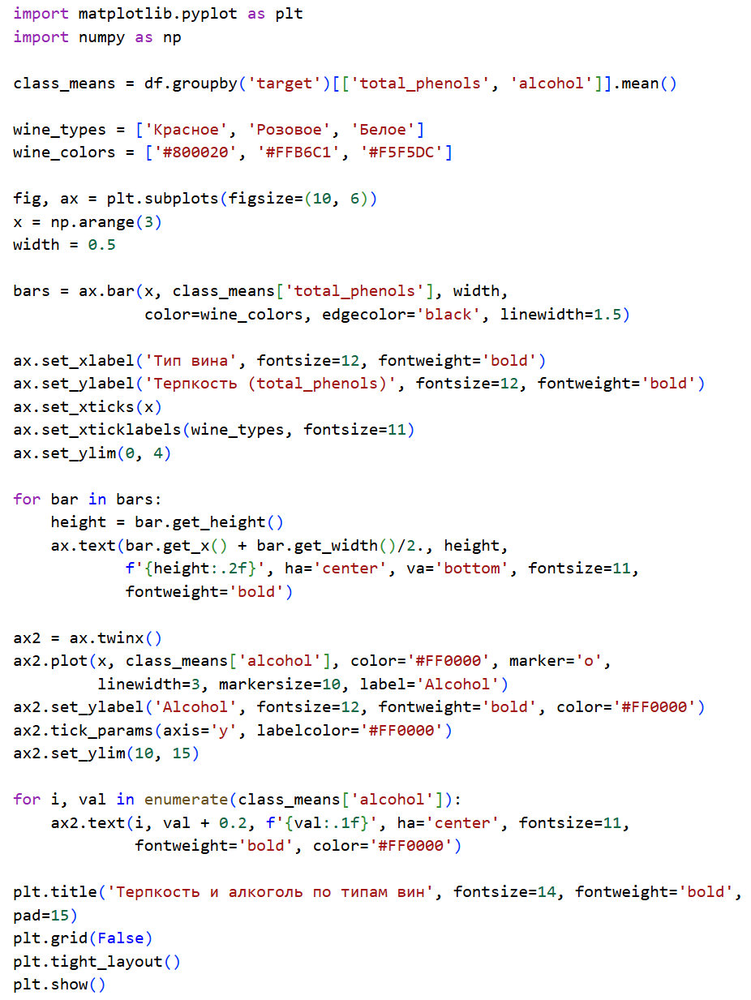 import matplotlib.pyplot as plt
import numpy as np

class_means = df.groupby('target')[['total_phenols', 'alcohol']].mean()

wine_types = ['Красное', 'Розовое', 'Белое']
wine_colors = ['#800020', '#FFB6C1', '#F5F5DC']

fig, ax = plt.subplots(figsize=(10, 6))
x = np.arange(3)
width = 0.5

bars = ax.bar(x, class_means['total_phenols'], width,
              color=wine_colors, edgecolor='black', linewidth=1.5)

ax.set_xlabel('Тип вина', fontsize=12, fontweight='bold')
ax.set_ylabel('Терпкость (total_phenols)', fontsize=12, fontweight='bold')
ax.set_xticks(x)
ax.set_xticklabels(wine_types, fontsize=11)
ax.set_ylim(0, 4)

for bar in bars:
    height = bar.get_height()
    ax.text(bar.get_x() + bar.get_width()/2., height,
            f'{height:.2f}', ha='center', va='bottom', fontsize=11,
            fontweight='bold')

ax2 = ax.twinx()
ax2.plot(x, class_means['alcohol'], color='#FF0000', marker='o',
         linewidth=3, markersize=10, label='Alcohol')
ax2.set_ylabel('Alcohol', fontsize=12, fontweight='bold', color='#FF0000')
ax2.tick_params(axis='y', labelcolor='#FF0000')
ax2.set_ylim(10, 15)

for i, val in enumerate(class_means['alcohol']):
    ax2.text(i, val + 0.2, f'{val:.1f}', ha='center', fontsize=11,
             fontweight='bold', color='#FF0000')

plt.title('Терпкость и алкоголь по типам вин', fontsize=14, fontweight='bold',
pad=15)
plt.grid(False)
plt.tight_layout()
plt.show()